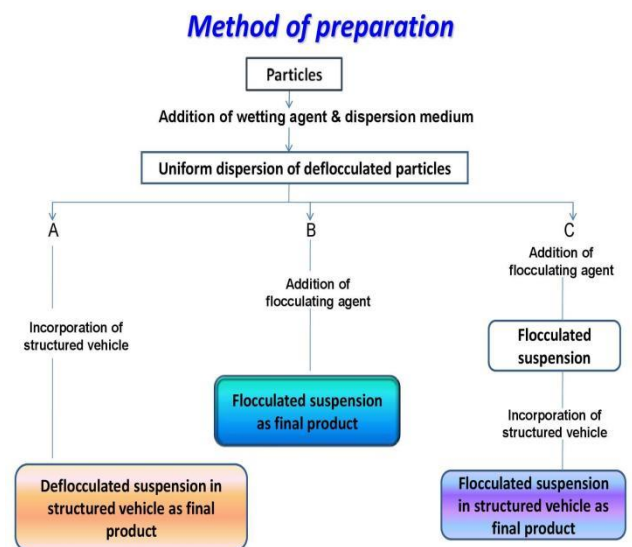 Method of preparation
Particles
Addition of wetting agent & dispersion medium
Uniform dispersion of deflocculated particles
A
Incorporation of
structured vehicle
Deflocculated suspension in
structured vehicle as final
product
B
Addition of
flocculating agent
Flocculated suspension
as final product
C
Addition of
flocculating agent
Flocculated
suspension
Incorporation of
structured vehicle
Flocculated suspension
in structured vehicle as
final product